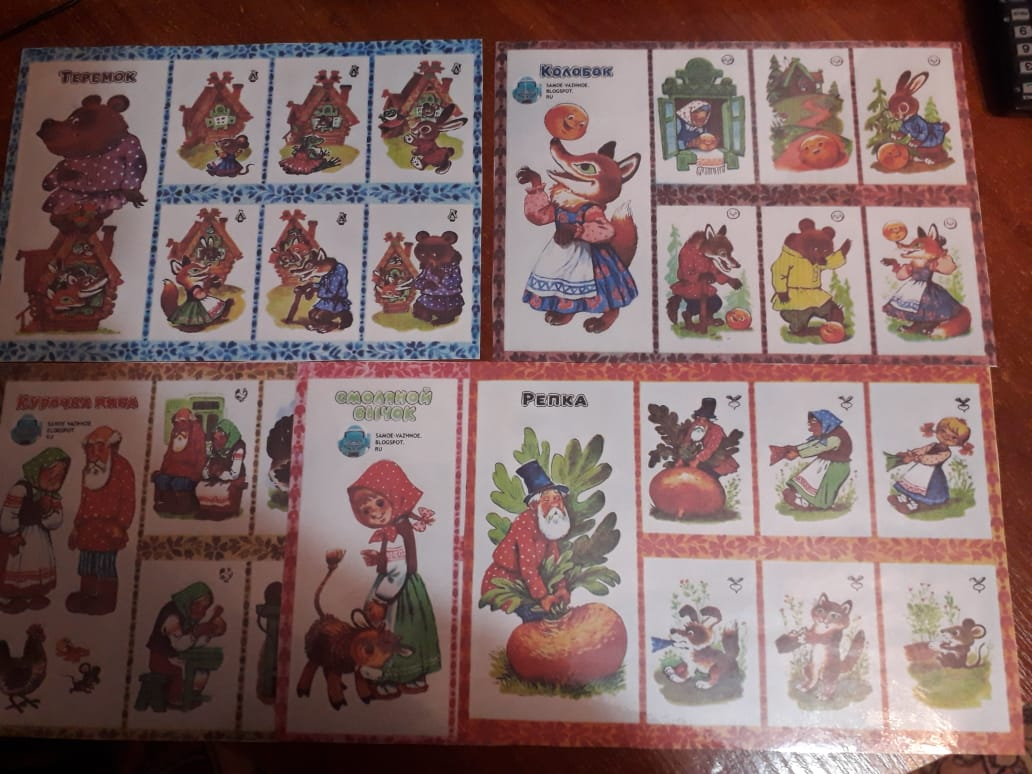 Теремок
Колобок
SAMOE-VAZHNOE.
BLOGSPOT.
RU
Курочка ряба
SAMOE-VAZHNOE.
BLOGSPOT.
RU
Смоляной
бычок
SAMOE-VAZHNOE.
BLOGSPOT.
RU
Репка